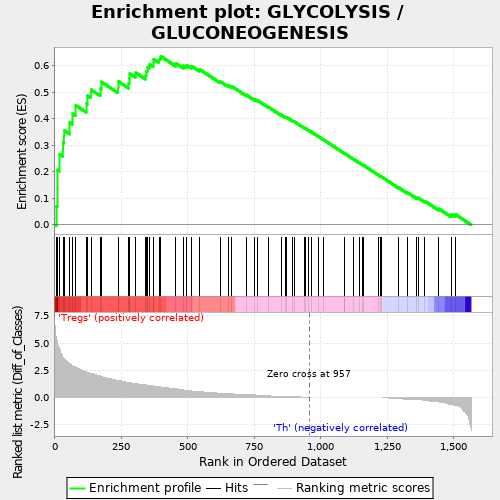 Enrichment plot: GLYCOLYSIS /
GLUCONEOGENESIS
Enrichment score (ES)
0.6
0.5
0.4
0.3
0.2
0.1
0.0
'Tregs' (positively correlated)
Ranked list metric (Diff_of_Classes)
7.5
5.0
2.5
0.0
-2.5
Zero cross at 957
'Th' (negatively correlated)
0
250
500
750
1,000
1,250
1,500
Rank in Ordered Dataset
Enrichment profile
Hits
Ranking metric scores